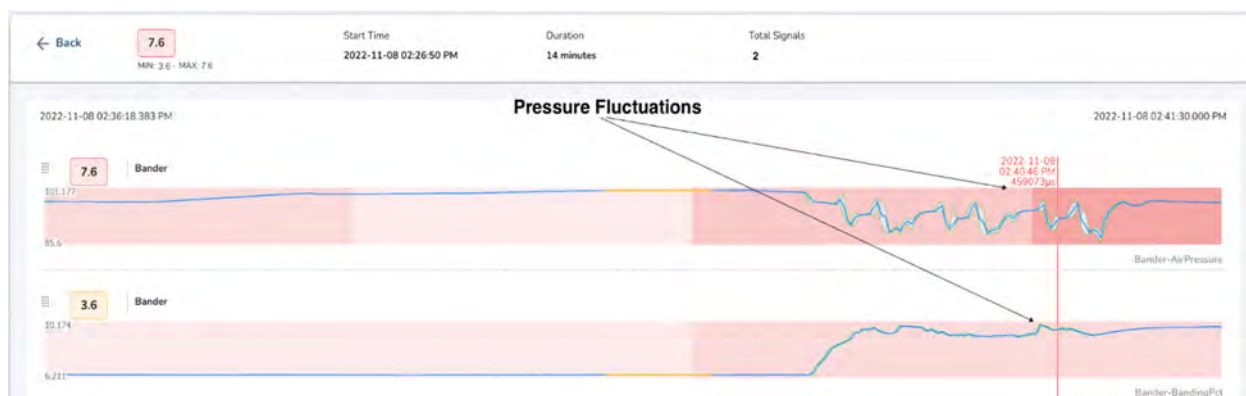 ← Back
7.6
MIN: 3.6 - MAX: 7.6
Start Time
2022-11-08 02:26:50 PM
Duration
14 minutes
Total Signals
2
Pressure Fluctuations
2022-11-08 02:36:18.383 PM
2022-11-08 02:41:30.000 PM
7.6
Bander
2022-11-08
02:40:46 PM
459073µs
101.177
85.6
Bander-AirPressure
3.6
Bander
10.174
6.211
Bander-BandingPct